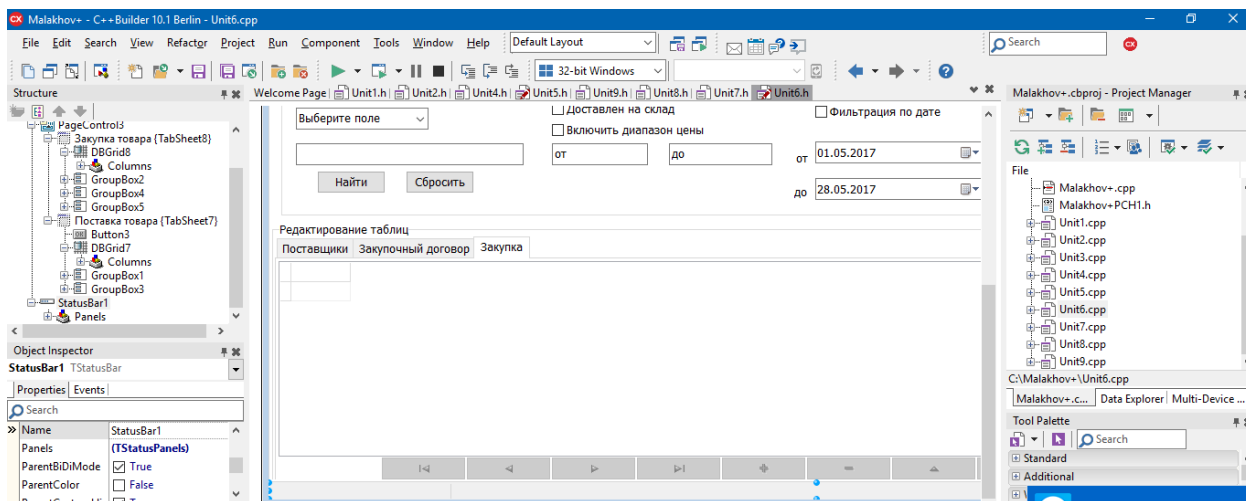 Malakhov+ - C++Builder 10.1 Berlin - Unit6.cpp
File Edit Search View Refactor Project Run Component Tools Window Help Default Layout Search
32-bit Windows
Structure
Welcome Page Unit1.h Unit2.h Unit4.h Unit5.h Unit9.h Unit8.h Unit7.h Unit6.h
PageControl3
Закупка товара {TabSheet8}
DBGrid8
Columns
GroupBox2
GroupBox4
GroupBox5
Поставка товара {TabSheet7}
Button3
DBGrid7
Columns
GroupBox1
GroupBox3
StatusBar1
Panels
Object Inspector
StatusBar1 TStatusBar
Properties Events
Search
Name StatusBar1
Panels (TStatusPanels)
ParentBiDiMode True
ParentColor False
Выберите поле
Доставлен на склад
Включить диапазон цены
Фильтрация по дате
от до
от 01.05.2017
Найти Сбросить
до 28.05.2017
Редактирование таблиц
Поставщики Закупочный договор Закупка
Malakhov+.cbproj - Project Manager
File
Malakhov+.cpp
Malakhov+PCH1.h
Unit1.cpp
Unit2.cpp
Unit3.cpp
Unit4.cpp
Unit5.cpp
Unit6.cpp
Unit7.cpp
Unit8.cpp
Unit9.cpp
C:\Malakhov+\Unit6.cpp
Malakhov+.c... Data Explorer Multi-Device ...
Tool Palette
Search
Standard
Additional